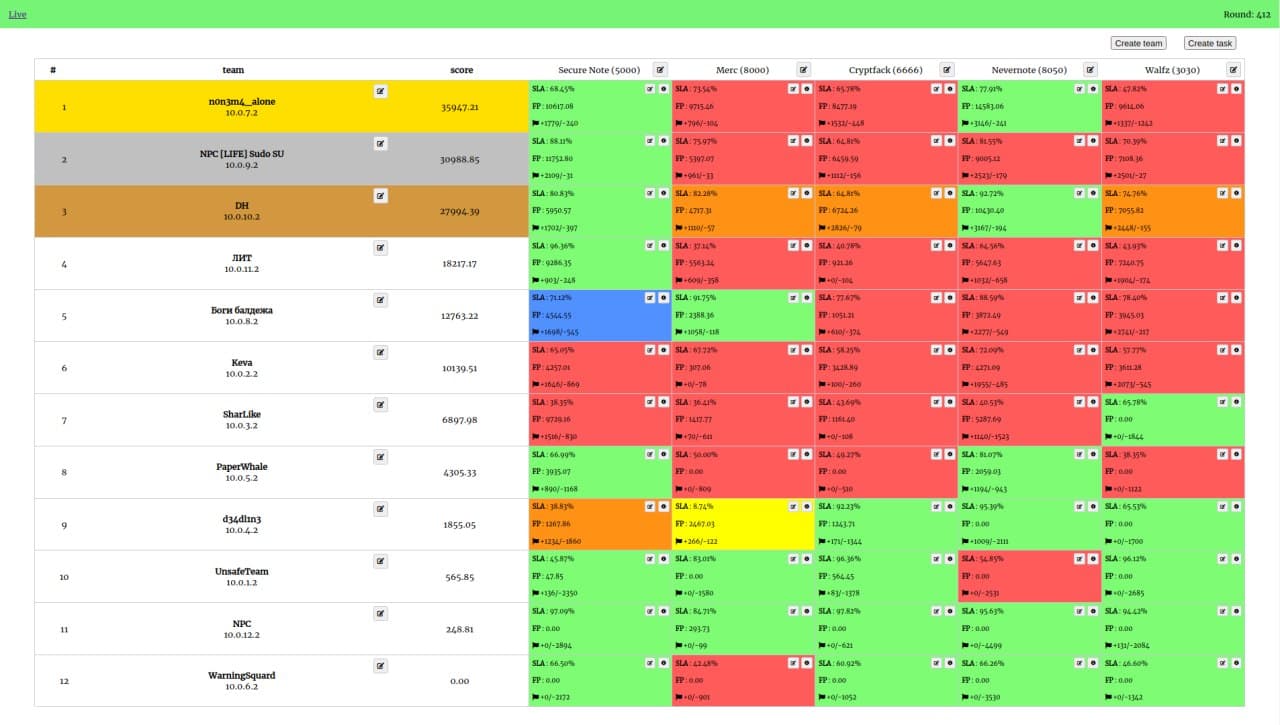 Live
Round: 412
Create team
Create task
# team score Secure Note (5000) Merc (8000) Cryptfack (6666) Nevernote (8050) Walfz (3030)
SLA : 68.45% SLA : 73.54% SLA : 65.78% SLA : 77.91% SLA : 47.82%
1 n0n3m4_alone 35947.21 FP : 10617.08 FP : 9715.46 FP : 8477.19 FP : 14583.06 FP : 9614.06
10.0.7.2
+1779/-240 +796/-104 +1532/-448 +3146/-241 +1337/-1242
SLA : 88.11% SLA : 75.97% SLA : 64.81% SLA : 81.55% SLA : 70.39%
2 NPC [LIFE] Sudo SU 30988.85 FP : 11752.80 FP : 5397.07 FP : 6459.59 FP : 9005.12 FP : 7108.36
10.0.9.2
+2109/-31 +961/-33 +1112/-156 +2523/-179 +2501/-27
SLA : 80.83% SLA : 82.28% SLA : 64.81% SLA : 92.72% SLA : 74.76%
3 DH 27994.39 FP : 5950.57 FP : 4717.31 FP : 6724.26 FP : 10430.40 FP : 7055.82
10.0.10.2
+1702/-397 +1110/-57 +2826/-79 +3167/-194 +2448/-155
SLA : 96.36% SLA : 37.14% SLA : 40.78% SLA : 64.56% SLA : 43.93%
4 ЛИТ 18217.17 FP : 9286.35 FP : 5563.24 FP : 921.26 FP : 5647.63 FP : 7240.75
10.0.11.2
+903/-248 +609/-358 +0/-104 +1032/-658 +1904/-174
SLA : 71.12% SLA : 91.75% SLA : 77.67% SLA : 88.59% SLA : 78.40%
5 Боги балдежа 12763.22 FP : 4544.55 FP : 2388.36 FP : 1051.21 FP : 3872.49 FP : 3945.03
10.0.8.2
+1698/-545 +1058/-118 +610/-374 +2277/-549 +2741/-217
SLA : 65.05% SLA : 67.72% SLA : 58.25% SLA : 72.09% SLA : 57.77%
6 Keva 10139.51 FP : 4257.01 FP : 307.06 FP : 3428.89 FP : 4271.09 FP : 3611.28
10.0.2.2
+1646/-869 +0/-78 +100/-260 +1955/-485 +2073/-545
SLA : 38.35% SLA : 36.41% SLA : 43.69% SLA : 40.53% SLA : 65.78%
7 SharLike 6897.98 FP : 9729.16 FP : 1417.77 FP : 1161.40 FP : 5287.69 FP : 0.00
10.0.3.2
+1516/-830 +70/-611 +0/-108 +1140/-1523 +0/-1844
SLA : 66.99% SLA : 50.00% SLA : 49.27% SLA : 81.07% SLA : 38.35%
8 PaperWhale 4305.33 FP : 3935.07 FP : 0.00 FP : 0.00 FP : 2059.03 FP : 0.00
10.0.5.2
+890/-1168 +0/-809 +0/-510 +1194/-943 +0/-1122
SLA : 38.83% SLA : 8.74% SLA : 92.23% SLA : 95.39% SLA : 65.53%
9 d34dl1n3 1855.05 FP : 1267.86 FP : 2467.03 FP : 1243.71 FP : 0.00 FP : 0.00
10.0.4.2
+1234/-1860 +266/-122 +171/-1344 +1009/-2111 +0/-1700
SLA : 45.87% SLA : 83.01% SLA : 96.36% SLA : 54.85% SLA : 96.12%
10 UnsafeTeam 565.85 FP : 47.85 FP : 0.00 FP : 564.45 FP : 0.00 FP : 0.00
10.0.1.2
+136/-2350 +0/-1580 +83/-1378 +0/-2531 +0/-2685
SLA : 97.09% SLA : 84.71% SLA : 97.82% SLA : 95.63% SLA : 94.42%
11 NPC 248.81 FP : 0.00 FP : 293.73 FP : 0.00 FP : 0.00 FP : 0.00
10.0.12.2
+0/-2894 +0/-99 +0/-621 +0/-4499 +131/-2084
SLA : 66.50% SLA : 42.48% SLA : 60.92% SLA : 66.26% SLA : 46.60%
12 WarningSquard 0.00 FP : 0.00 FP : 0.00 FP : 0.00 FP : 0.00 FP : 0.00
10.0.6.2
+0/-2172 +0/-901 +0/-1052 +0/-3530 +0/-1342